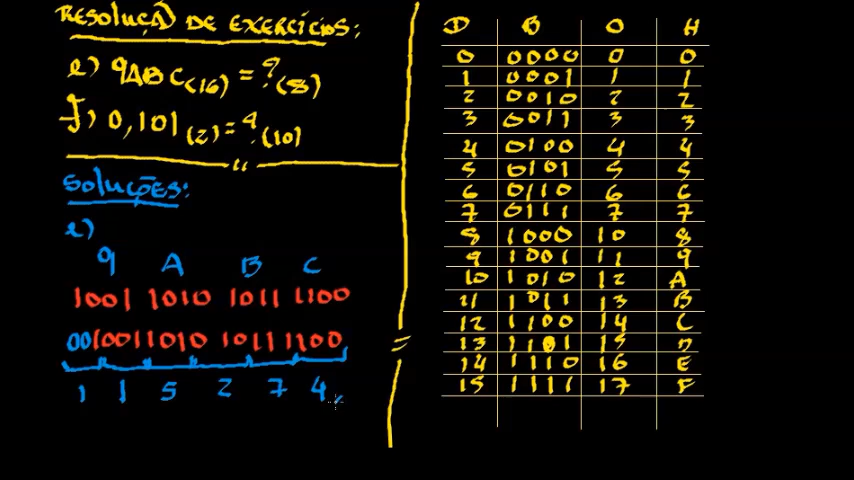 RESOLUÇÃO DE EXERCÍCIOS:
e) 9ABC(16) = ?(8)
f) 0,101(2) = ?(10)
SOLUÇÕES:
e)
9 A B C
1001 1010 1011 1100
001001 1010 1011 1100
1 1 5 2 7 4
D B O H
0 0000 0 0
1 0001 1 1
2 0010 2 2
3 0011 3 3
4 0100 4 4
5 0101 5 5
6 0110 6 6
7 0111 7 7
8 1000 10 8
9 1001 11 9
10 1010 12 A
11 1011 13 B
12 1100 14 C
13 1101 15 D
14 1110 16 E
15 1111 17 F